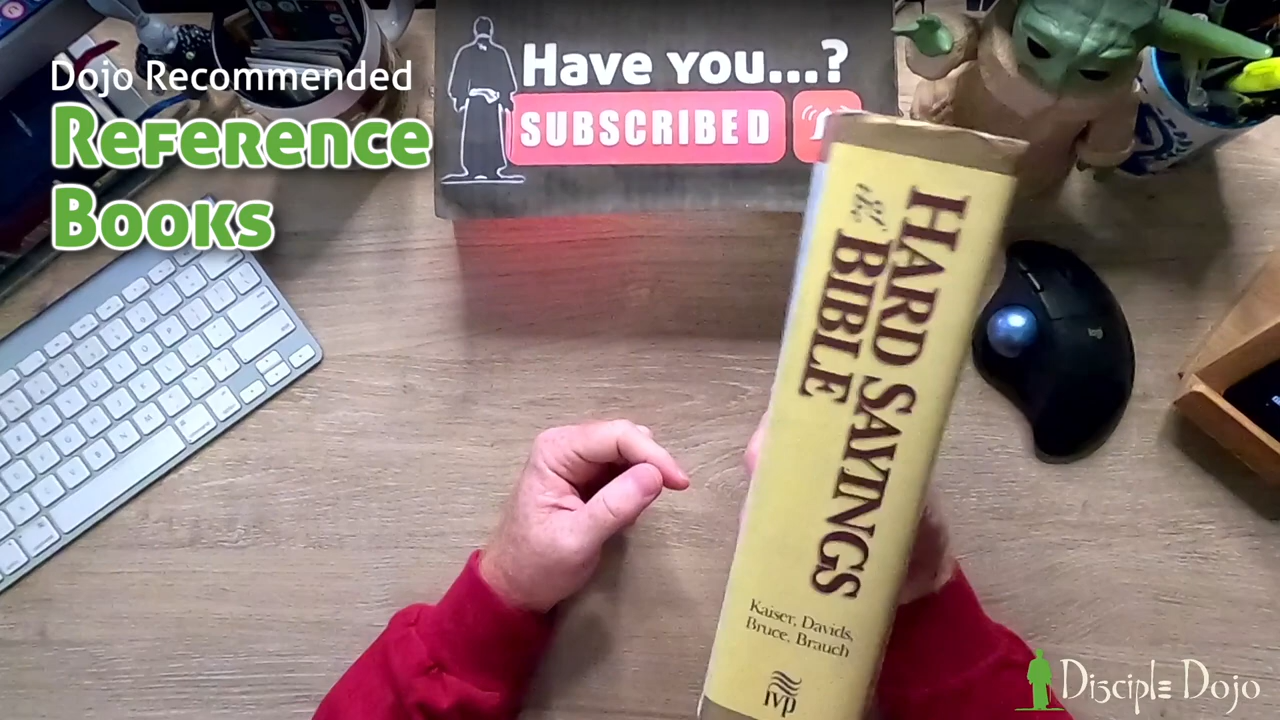 Dojo Recommended
Reference
Books
Have you...?
SUBSCRIBED
HARD SAYINGS
of the BIBLE
Kaiser, Davids,
Bruce, Brauch
ivp
Disciple Dojo